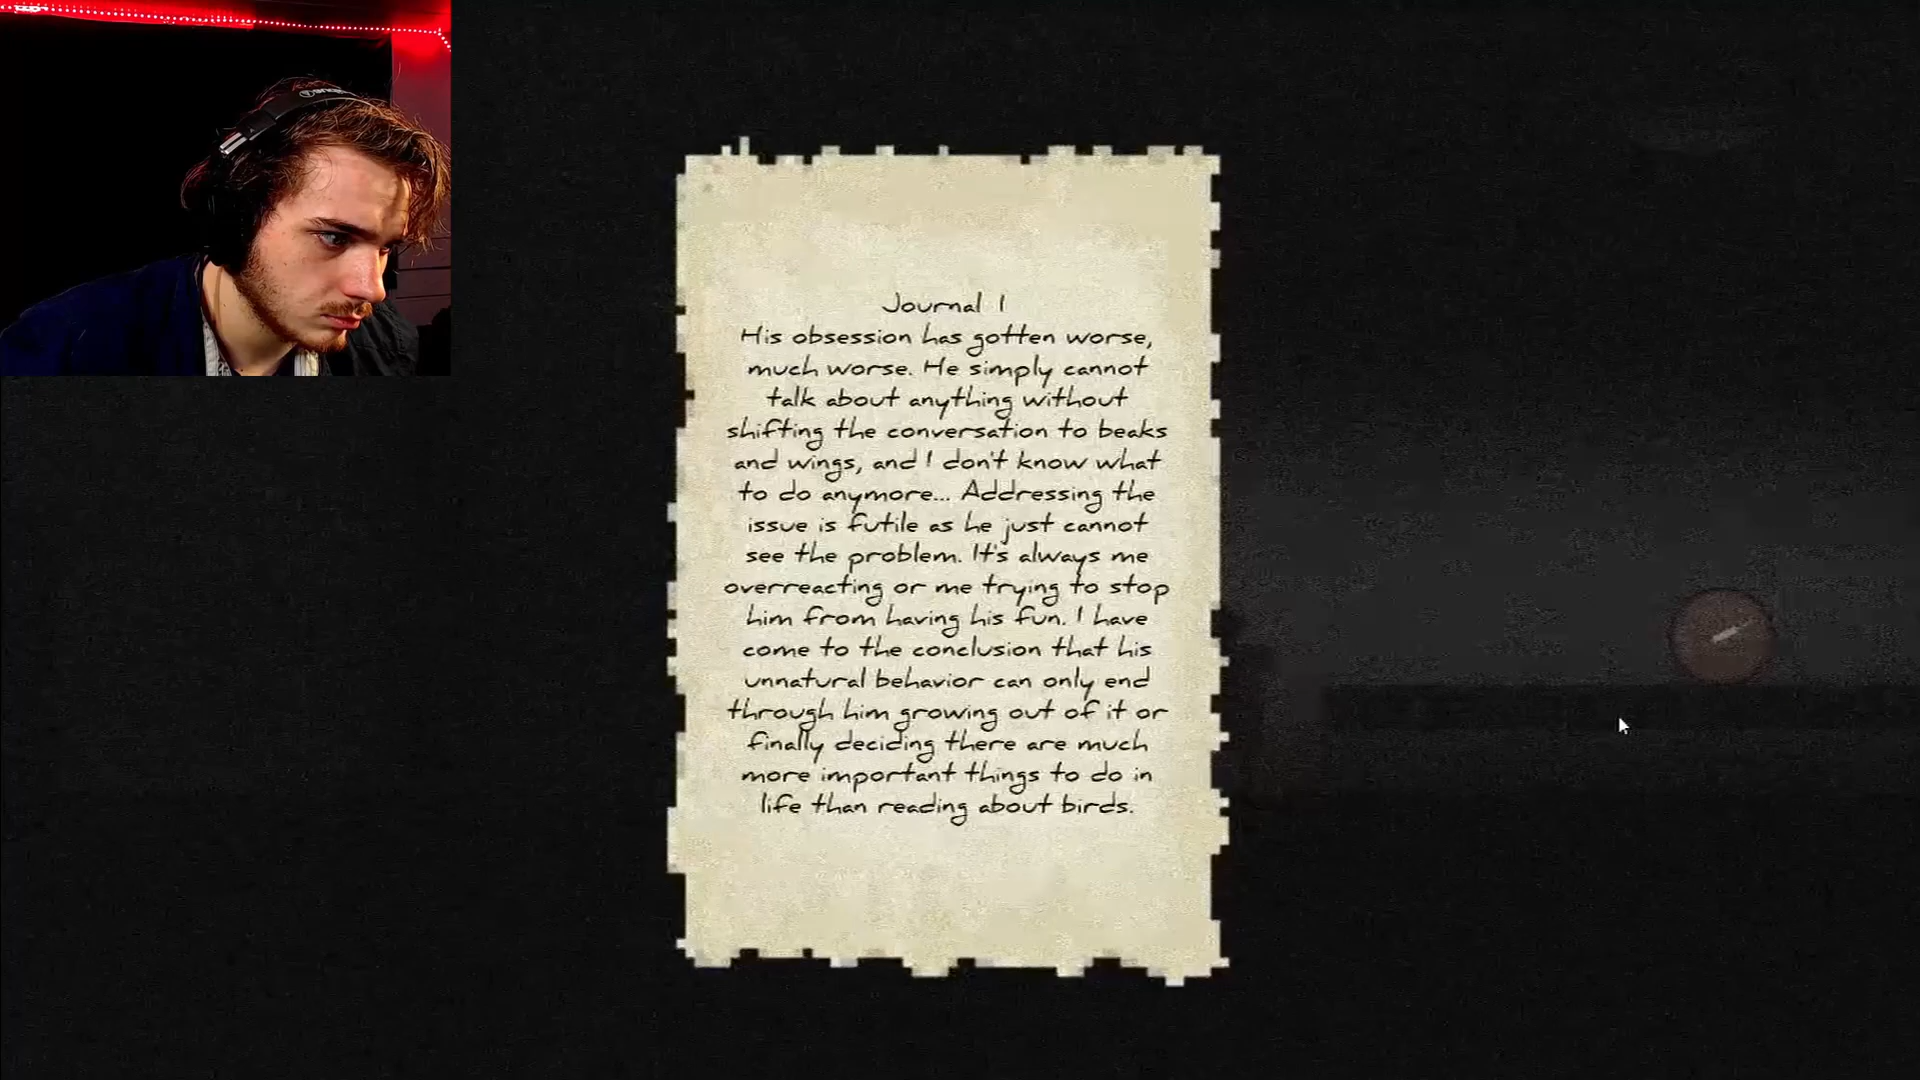 Journal 1
His obsession has gotten worse,
much worse. He simply cannot
talk about anything without
shifting the conversation to beaks
and wings, and I don't know what
to do anymore... Addressing the
issue is futile as he just cannot
see the problem. It's always me
overreacting or me trying to stop
him from having his fun. I have
come to the conclusion that his
unnatural behavior can only end
through him growing out of it or
finally deciding there are much
more important things to do in
life than reading about birds.